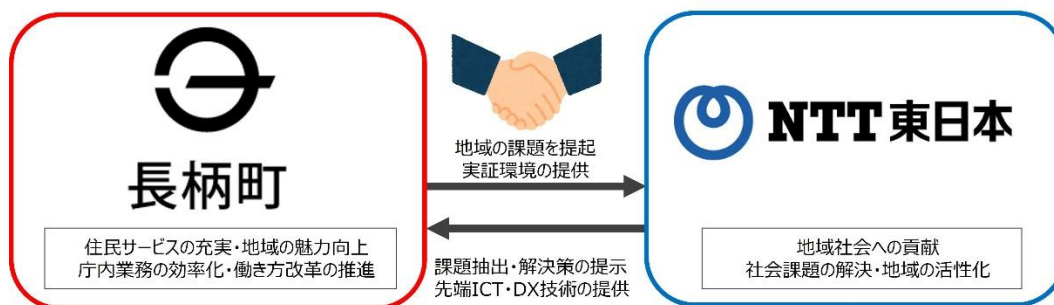 長柄町
住民サービスの充実・地域の魅力向上
庁内業務の効率化・働き方改革の推進
地域の課題を提起
実証環境の提供
課題抽出・解決策の提示
先端ICT・DX技術の提供
NTT東日本
地域社会への貢献
社会課題の解決・地域の活性化